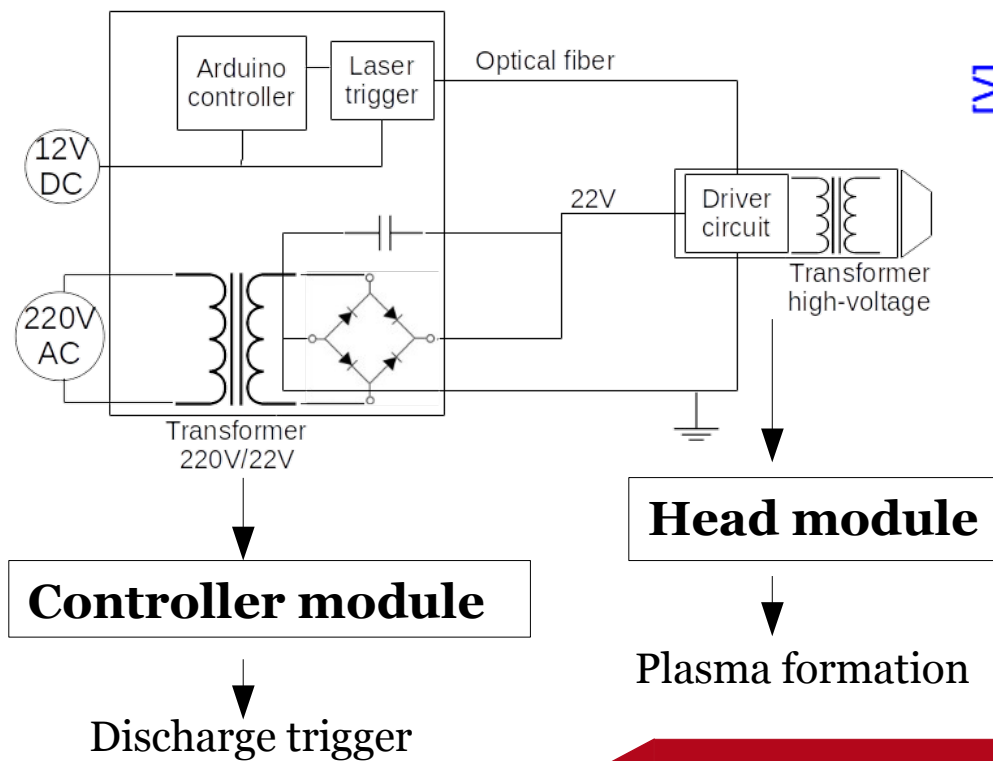 Arduino
controller
Laser
trigger
Optical fiber
12V
DC
22V
Driver
circuit
Transformer
high-voltage
220V
AC
Transformer
220V/22V
Head module
Controller module
Plasma formation
Discharge trigger